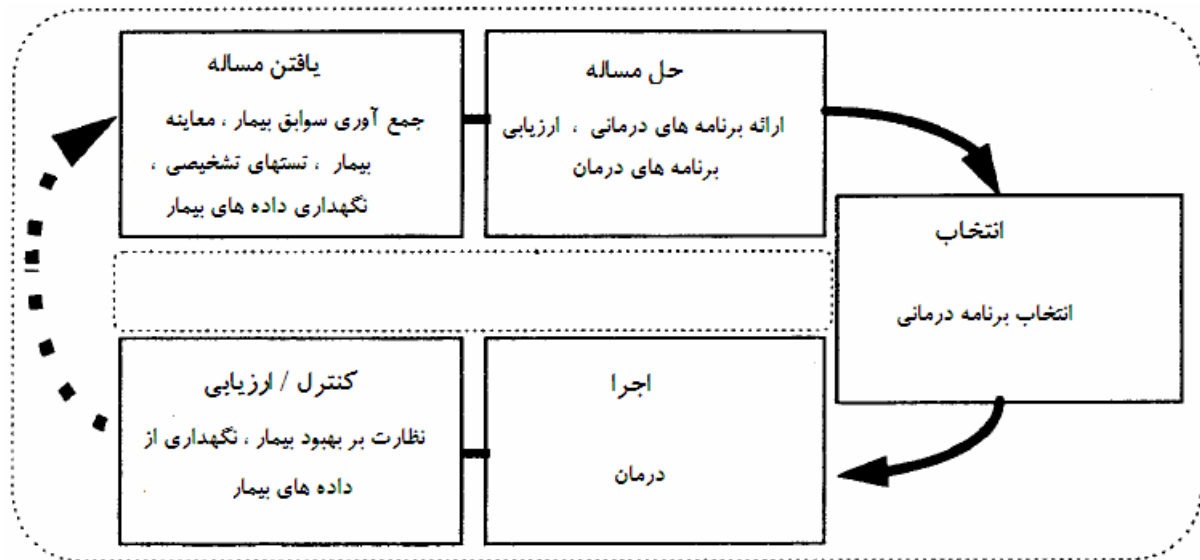 یافتن مساله
جمع آوری سوابق بیمار ، معاینه
بیمار ، تستهای تشخیصی ،
نگهداری داده های بیمار
حل مساله
ارائه برنامه های درمانی ، ارزیابی
برنامه های درمان
انتخاب
انتخاب برنامه درمانی
اجرا
درمان
کنترل / ارزیابی
نظارت بر بهبود بیمار ، نگهداری از
داده های بیمار